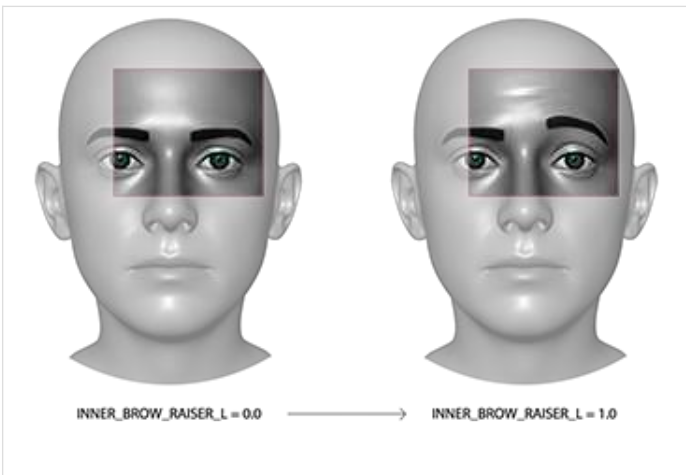 INNER_BROW_RAISER_L = 0.0
INNER_BROW_RAISER_L = 1.0